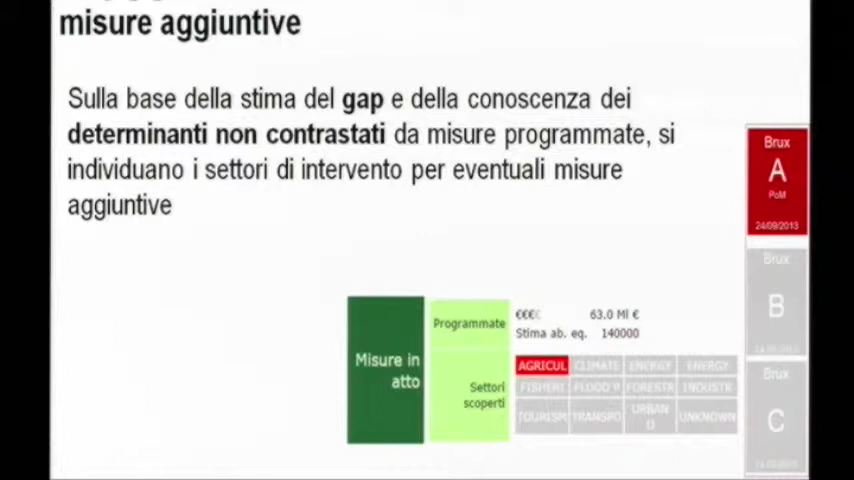 misure aggiuntive
Sulla base della stima del gap e della conoscenza dei
determinanti non contrastati da misure programmate, si
individuano i settori di intervento per eventuali misure
aggiuntive
Brux
A
PoM
24/09/2013
Brux
B
Brux
C
Misure in
atto
Programmate
Settori
scoperti
€€€€ 63.0 Ml €
Stima ab. eq. 140000
AGRICUL CLIMATE ENERGY ENERGY
FISHERI FLOOD P FORESTR INDUSTR
TOURISM TRANSPO URBAN D UNKNOWN